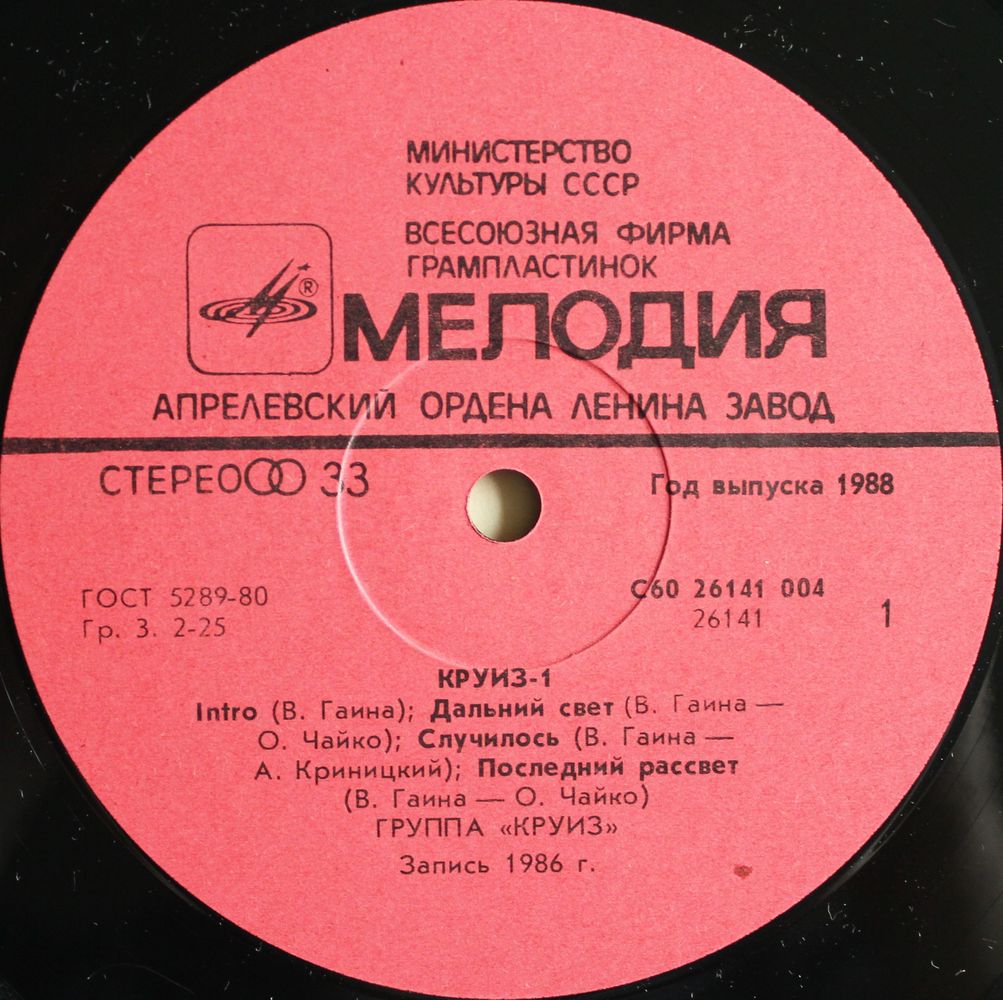 МИНИСТЕРСТВО
КУЛЬТУРЫ СССР
ВСЕСОЮЗНАЯ ФИРМА
ГРАМПЛАСТИНОК
®
МЕЛОДИЯ
АПРЕЛЕВСКИЙ ОРДЕНА ЛЕНИНА ЗАВОД
СТЕРЕО 33
Год выпуска 1988
ГОСТ 5289-80
Гр. 3. 2-25
С60 26141 004
26141
1
КРУИЗ-1
Intro (В. Гаина); Дальний свет (В. Гаина —
О. Чайко); Случилось (В. Гаина —
А. Криницкий); Последний рассвет
(В. Гаина — О. Чайко)
ГРУППА «КРУИЗ»
Запись 1986 г.